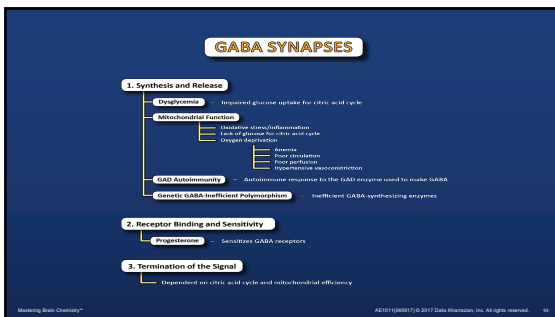 GABA SYNAPSES
1. Synthesis and Release
Dysglycemia – Impaired glucose uptake for citric acid cycle
Mitochondrial Function
Oxidative stress/inflammation
Lack of glucose for citric acid cycle
Oxygen deprivation
Anemia
Poor circulation
Poor perfusion
Hypertensive vasoconstriction
GAD Autoimmunity – Autoimmune response to the GAD enzyme used to make GABA
Genetic GABA-Inefficient Polymorphism – Inefficient GABA-synthesizing enzymes
2. Receptor Binding and Sensitivity
Progesterone – Sensitizes GABA receptors
3. Termination of the Signal
Dependent on citric acid cycle and mitochondrial efficiency
Mastering Brain Chemistry™ AE1011(040617) © 2017 Datis Kharrazian, Inc. All rights reserved.